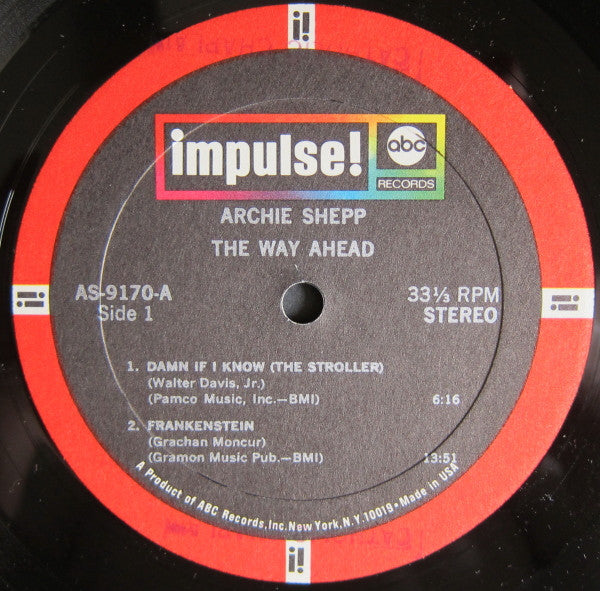 impulse!
abc
RECORDS
ARCHIE SHEPP
THE WAY AHEAD
AS-9170-A
Side 1
33⅓ RPM
STEREO
1. DAMN IF I KNOW (THE STROLLER)
(Walter Davis, Jr.)
(Pamco Music, Inc.—BMI) 6:16
2. FRANKENSTEIN
(Grachan Moncur)
(Gramon Music Pub.—BMI) 13:51
A Product of ABC Records, Inc. New York, N.Y. 10019 • Made in USA